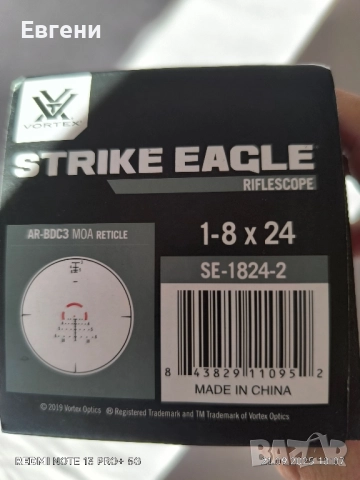 Евгени
VORTEX
STRIKE EAGLE
RIFLESCOPE
AR-BDC3 MOA RETICLE
1-8 x 24
SE-1824-2
8 43829 11095 2
MADE IN CHINA
© 2019 Vortex Optics | ® Registered Trademark and TM Trademark of Vortex Optics.
REDMI NOTE 13 PRO+ 5G